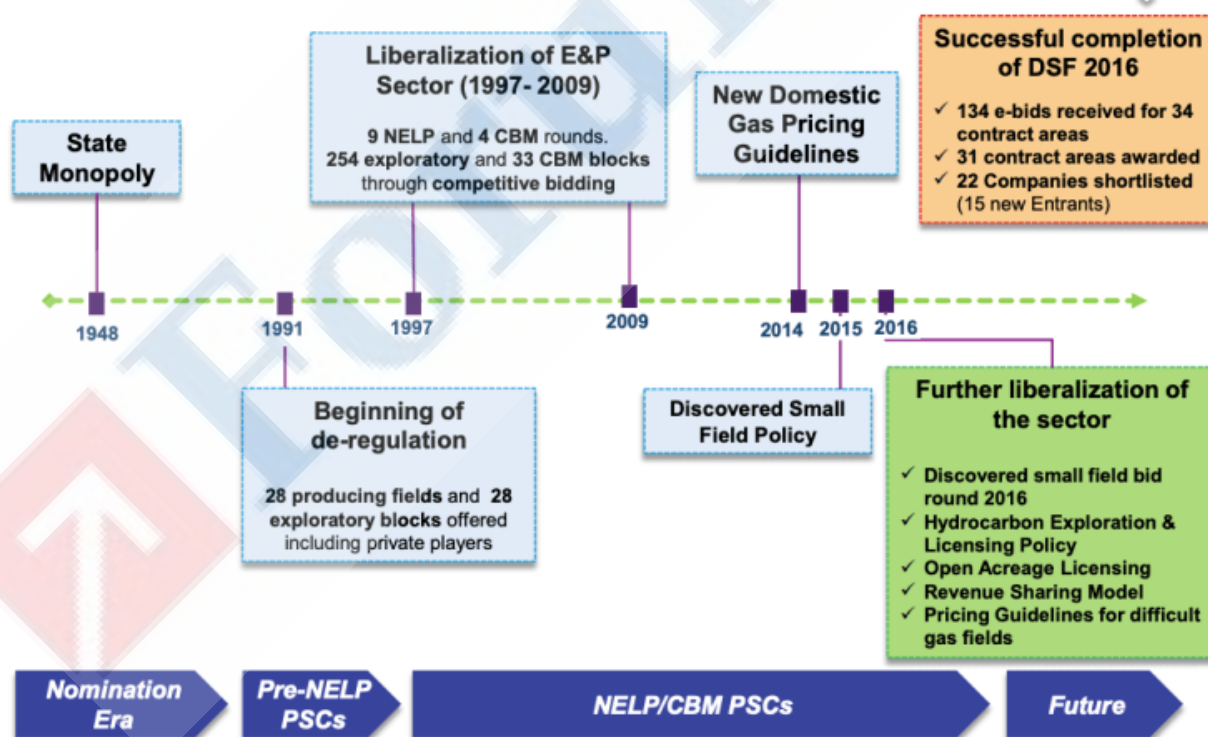 State
Monopoly
Liberalization of E&P
Sector (1997- 2009)
9 NELP and 4 CBM rounds.
254 exploratory and 33 CBM blocks
through competitive bidding
New Domestic
Gas Pricing
Guidelines
Successful completion
of DSF 2016
✓ 134 e-bids received for 34
contract areas
✓ 31 contract areas awarded
✓ 22 Companies shortlisted
(15 new Entrants)
1948
1991
1997
2009
2014
2015
2016
Beginning of
de-regulation
28 producing fields and 28
exploratory blocks offered
including private players
Discovered Small
Field Policy
Further liberalization of
the sector
✓ Discovered small field bid
round 2016
✓ Hydrocarbon Exploration &
Licensing Policy
✓ Open Acreage Licensing
✓ Revenue Sharing Model
✓ Pricing Guidelines for difficult
gas fields
Nomination
Era
Pre-NELP
PSCs
NELP/CBM PSCs
Future